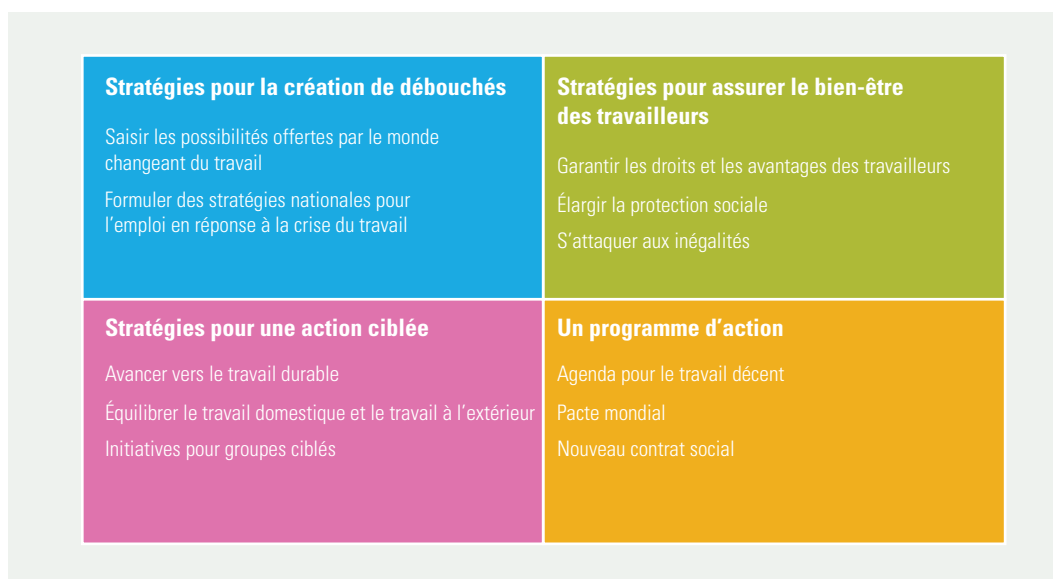 Stratégies pour la création de débouchés
Saisir les possibilités offertes par le monde
changeant du travail
Formuler des stratégies nationales pour
l’emploi en réponse à la crise du travail
Stratégies pour assurer le bien-être
des travailleurs
Garantir les droits et les avantages des travailleurs
Élargir la protection sociale
S’attaquer aux inégalités
Stratégies pour une action ciblée
Avancer vers le travail durable
Équilibrer le travail domestique et le travail à l’extérieur
Initiatives pour groupes ciblés
Un programme d’action
Agenda pour le travail décent
Pacte mondial
Nouveau contrat social